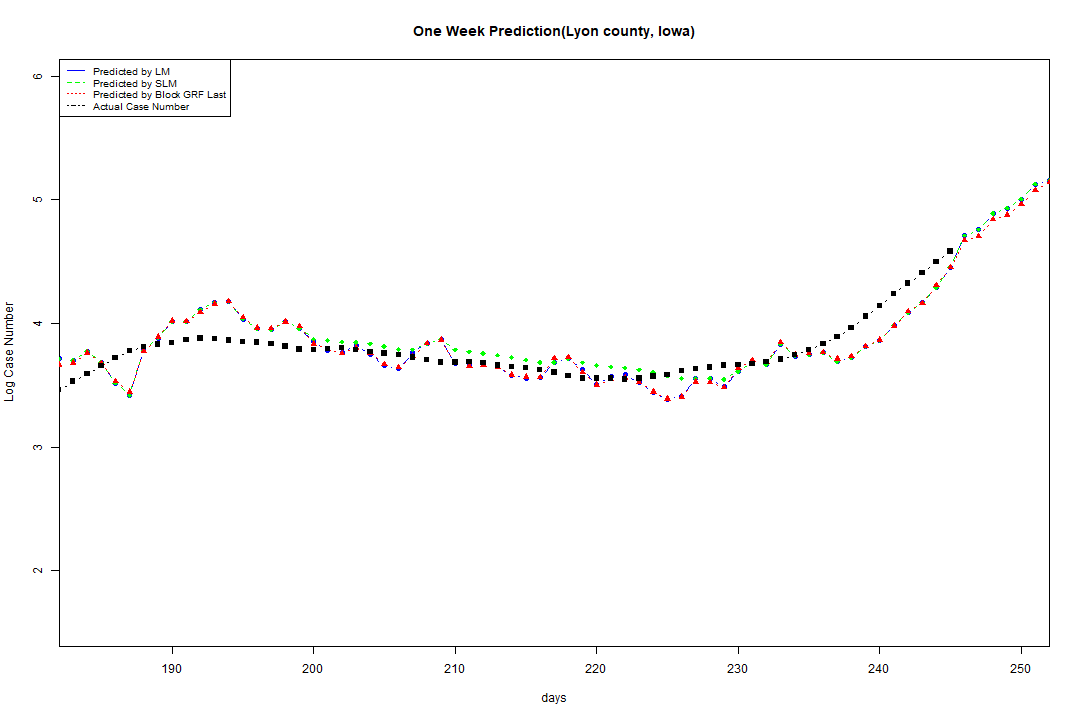 One Week Prediction(Lyon county, Iowa)
Predicted by LM
Predicted by SLM
Predicted by Block GRF Last
Actual Case Number
6
5
4
3
2
Log Case Number
190 200 210 220 230 240 250
days